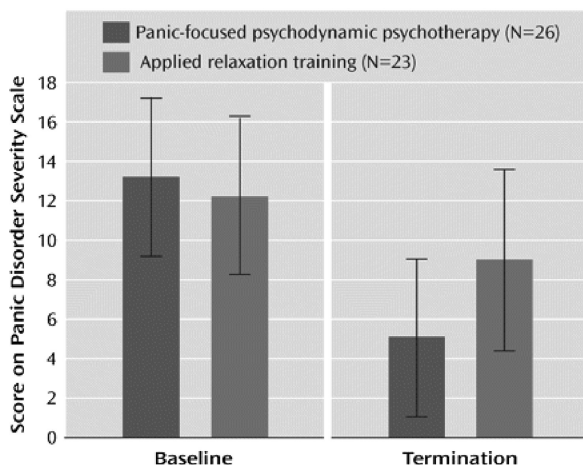 Panic-focused psychodynamic psychotherapy (N=26)
Applied relaxation training (N=23)
Score on Panic Disorder Severity Scale
18
16
14
12
10
8
6
4
2
0
Baseline
Termination